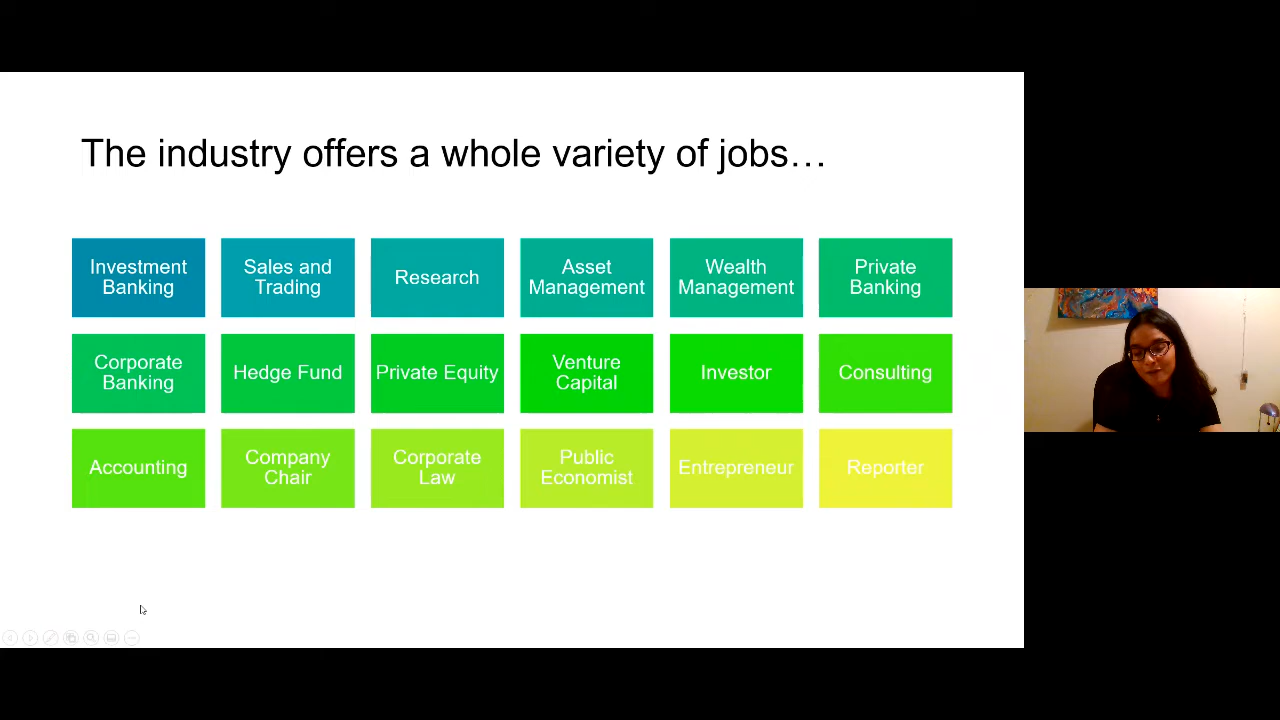 The industry offers a whole variety of jobs…
Investment
Banking
Sales and
Trading
Research
Asset
Management
Wealth
Management
Private
Banking
Corporate
Banking
Hedge Fund
Private Equity
Venture
Capital
Investor
Consulting
Accounting
Company
Chair
Corporate
Law
Public
Economist
Entrepreneur
Reporter